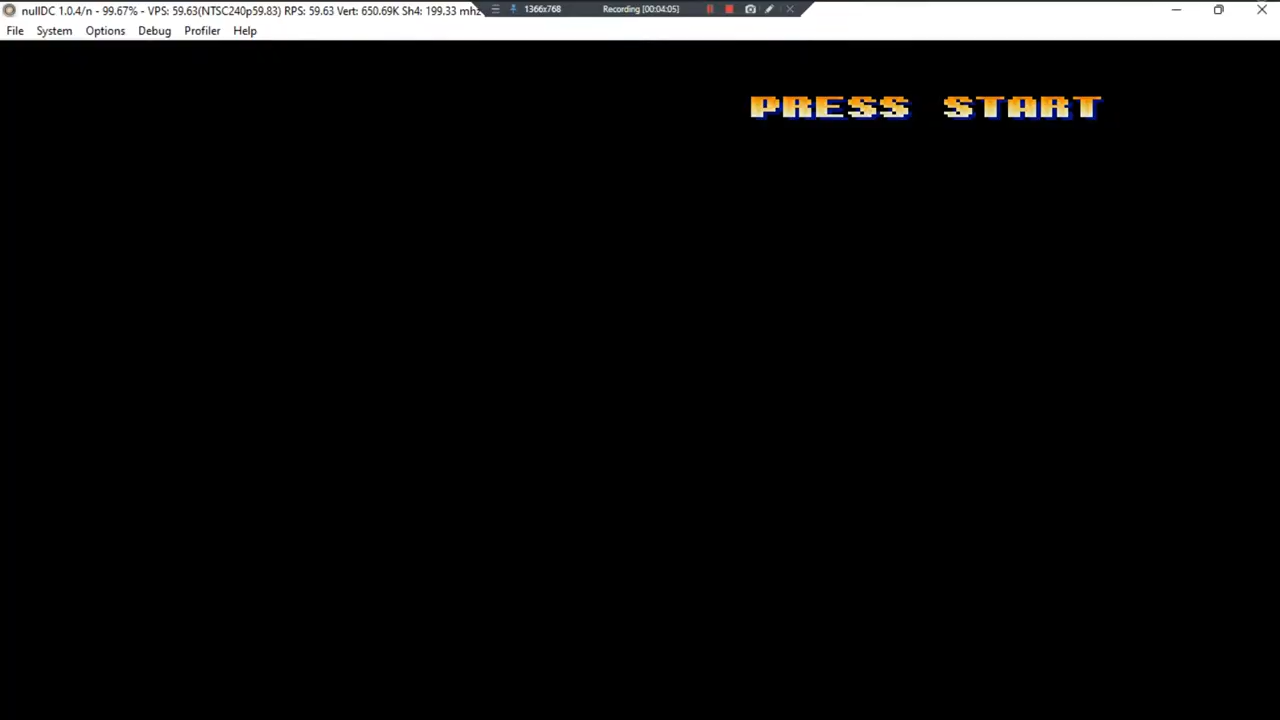 nullDC 1.0.4/n - 99.67% - VPS: 59.63(NTSC240p59.83) RPS: 59.63 Vert: 650.69K Sh4: 199.33 mhz
1366x768 Recording [00:04:05]
File System Options Debug Profiler Help
PRESS START